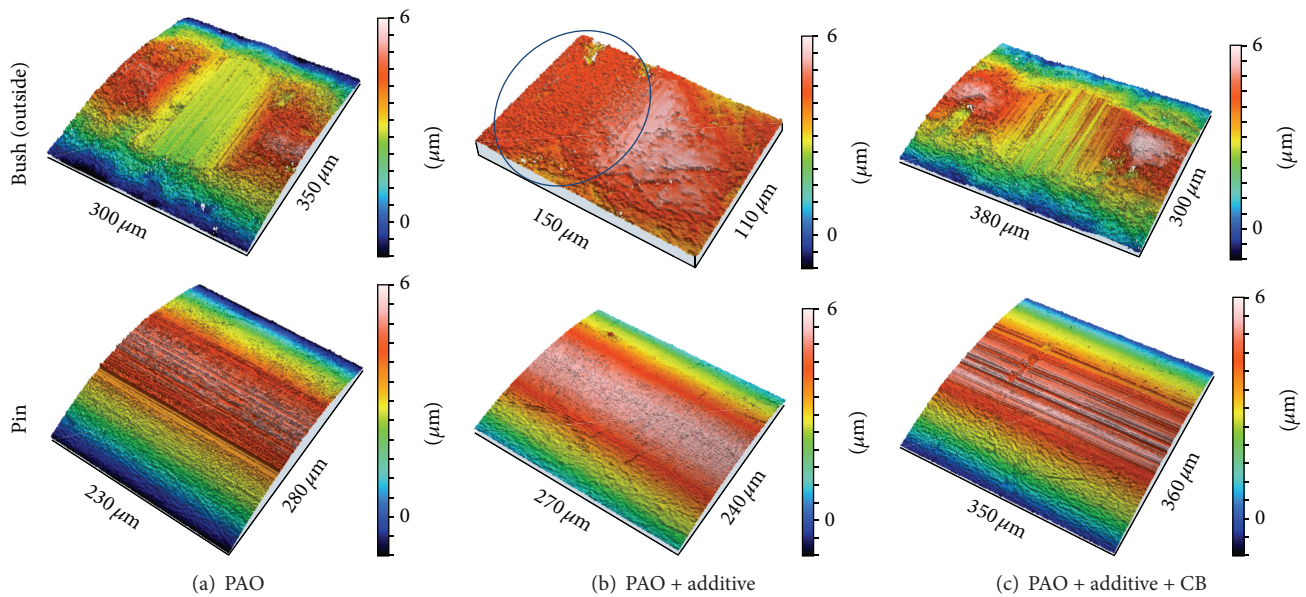 Bush (outside)
300 μm
350 μm
6
0
(μm)
150 μm
110 μm
6
0
(μm)
380 μm
300 μm
6
0
(μm)
Pin
230 μm
280 μm
6
0
(μm)
270 μm
240 μm
6
0
(μm)
350 μm
360 μm
6
0
(μm)
(a) PAO
(b) PAO + additive
(c) PAO + additive + CB